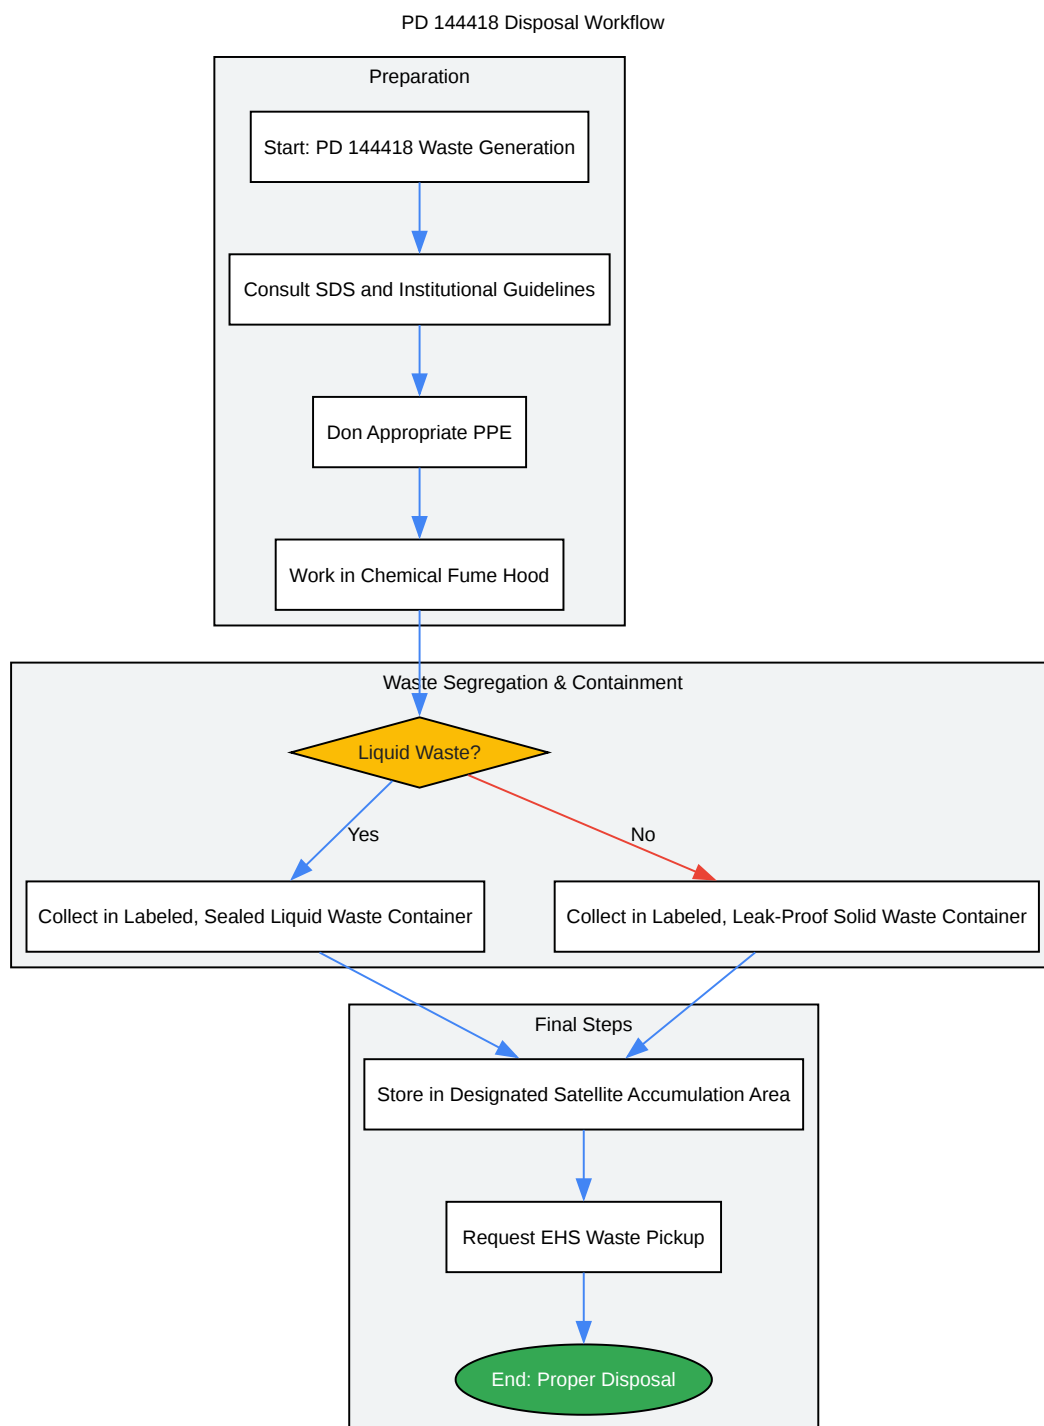 PD 144418 Disposal Workflow
Preparation
Start: PD 144418 Waste Generation
Consult SDS and Institutional Guidelines
Don Appropriate PPE
Work in Chemical Fume Hood
Waste Segregation & Containment
Liquid Waste?
Yes
No
Collect in Labeled, Sealed Liquid Waste Container
Collect in Labeled, Leak-Proof Solid Waste Container
Final Steps
Store in Designated Satellite Accumulation Area
Request EHS Waste Pickup
End: Proper Disposal